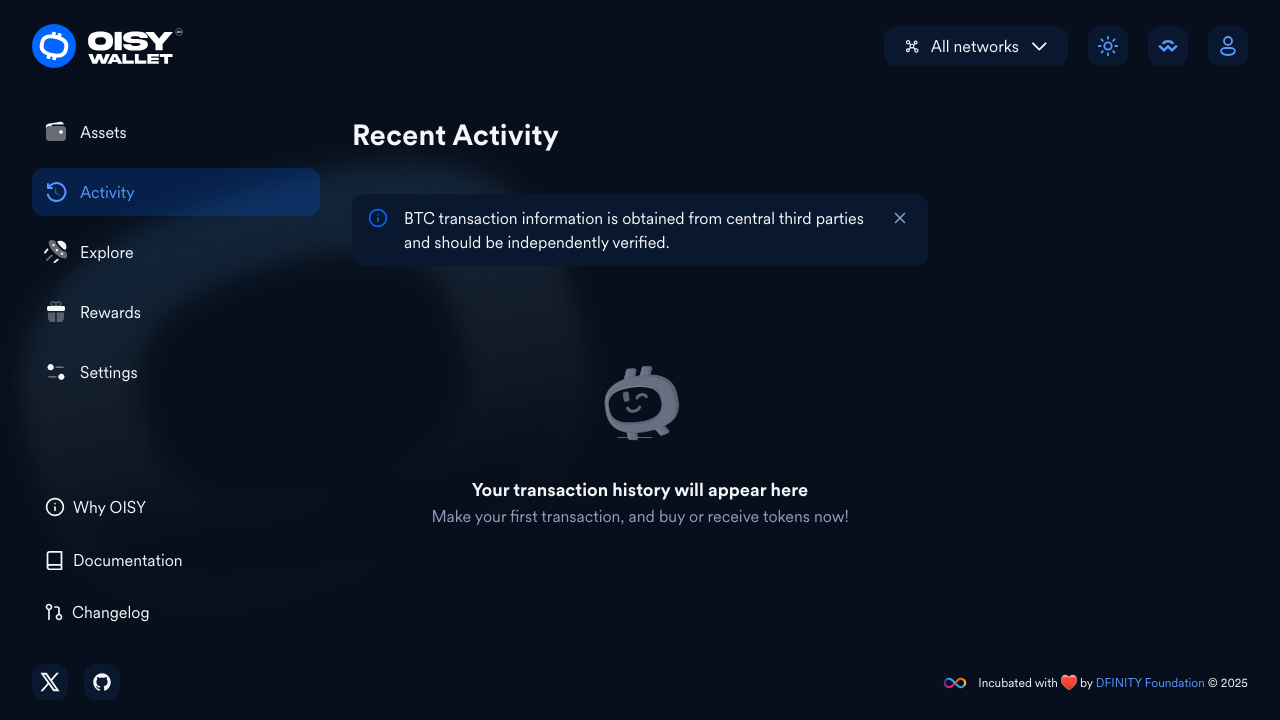 OISY
WALLET
All networks
Assets
Activity
Explore
Rewards
Settings
Why OISY
Documentation
Changelog
Recent Activity
BTC transaction information is obtained from central third parties
and should be independently verified.
Your transaction history will appear here
Make your first transaction, and buy or receive tokens now!
Incubated with ❤️ by DFINITY Foundation © 2025